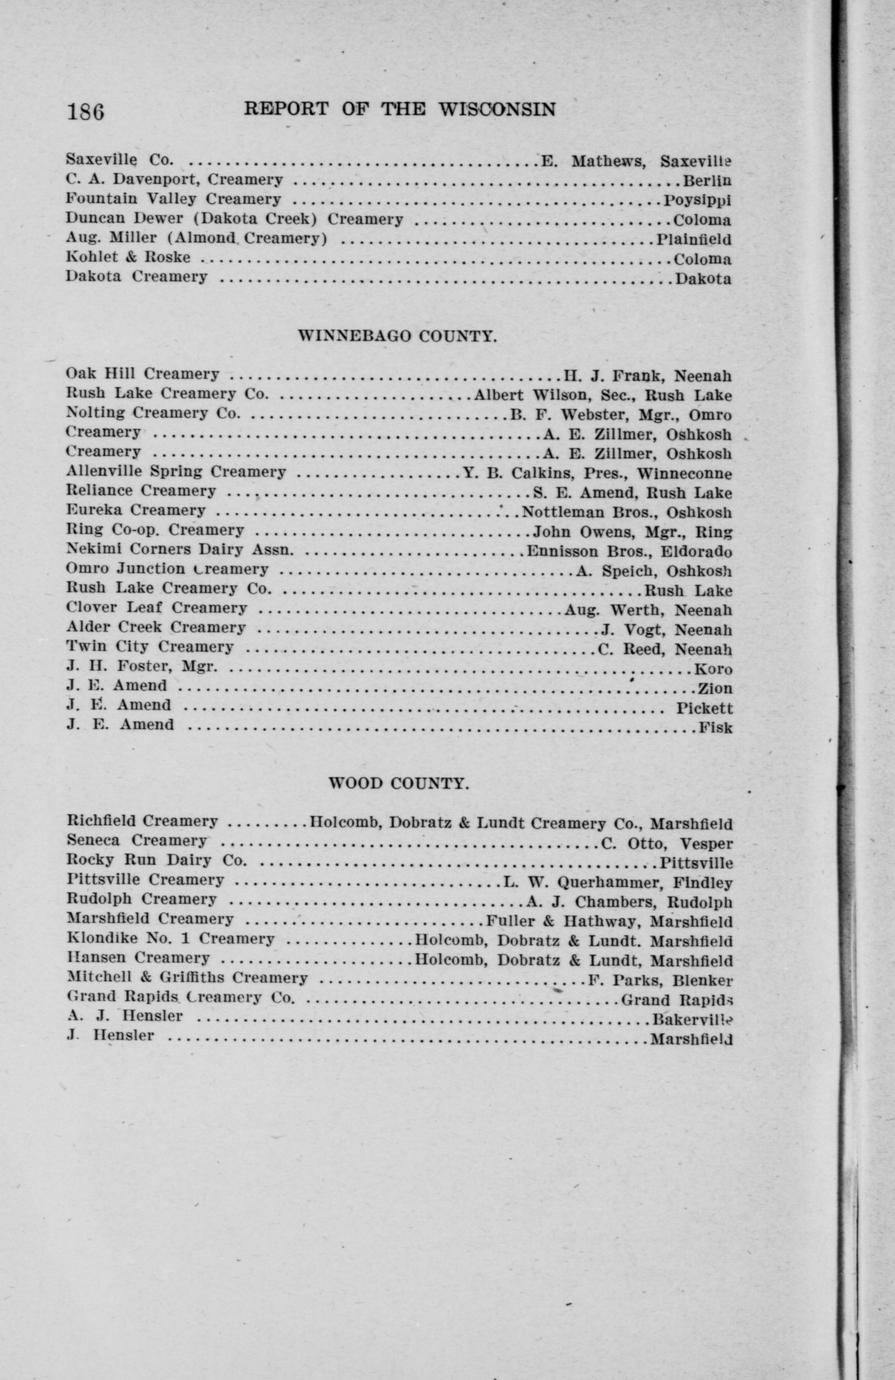 186 REPORT OF THE WISCONSIN
Saxeville Co. ......................................E. Mathews, Saxeville
C. A. Davenport, Creamery ..........................................Berlin
Fountain Valley Creamery ........................................Poysippi
Duncan Dewer (Dakota Creek) Creamery ............................Coloma
Aug. Miller (Almond Creamery) ..................................Plainfield
Kohlet & Roske ...................................................Coloma
Dakota Creamery .................................................Dakota
WINNEBAGO COUNTY.
Oak Hill Creamery ....................................H. J. Frank, Neenah
Rush Lake Creamery Co. .....................Albert Wilson, Sec., Rush Lake
Nolting Creamery Co. ............................B. F. Webster, Mgr., Omro
Creamery ..........................................A. E. Zillmer, Oshkosh
Creamery ..........................................A. E. Zillmer, Oshkosh
Allenville Spring Creamery ..................Y. B. Calkins, Pres., Winneconne
Reliance Creamery .................................S. E. Amend, Rush Lake
Eureka Creamery .................................Nottleman Bros., Oshkosh
Ring Co-op. Creamery ..............................John Owens, Mgr., Ring
Nekimi Corners Dairy Assn. ........................Ennisson Bros., Eldorado
Omro Junction Creamery ................................A. Speich, Oshkosh
Rush Lake Creamery Co. .......................................Rush Lake
Clover Leaf Creamery .................................Aug. Werth, Neenah
Alder Creek Creamery .....................................J. Vogt, Neenah
Twin City Creamery ......................................C. Reed, Neenah
J. H. Foster, Mgr. ..................................................Koro
J. E. Amend ........................................................Zion
J. E. Amend .................................................... Pickett
J. E. Amend .......................................................Fisk
WOOD COUNTY.
Richfield Creamery .........Holcomb, Dobratz & Lundt Creamery Co., Marshfield
Seneca Creamery .........................................C. Otto, Vesper
Rocky Run Dairy Co. ...........................................Pittsville
Pittsville Creamery .............................L. W. Querhammer, Findley
Rudolph Creamery ................................A. J. Chambers, Rudolph
Marshfield Creamery ..........................Fuller & Hathway, Marshfield
Klondike No. 1 Creamery ..............Holcomb, Dobratz & Lundt. Marshfield
Hansen Creamery .....................Holcomb, Dobratz & Lundt, Marshfield
Mitchell & Griffiths Creamery .............................F. Parks, Blenker
Grand Rapids Creamery Co. ..................................Grand Rapids
A. J. Hensler .................................................Bakerville
J. Hensler ....................................................Marshfield